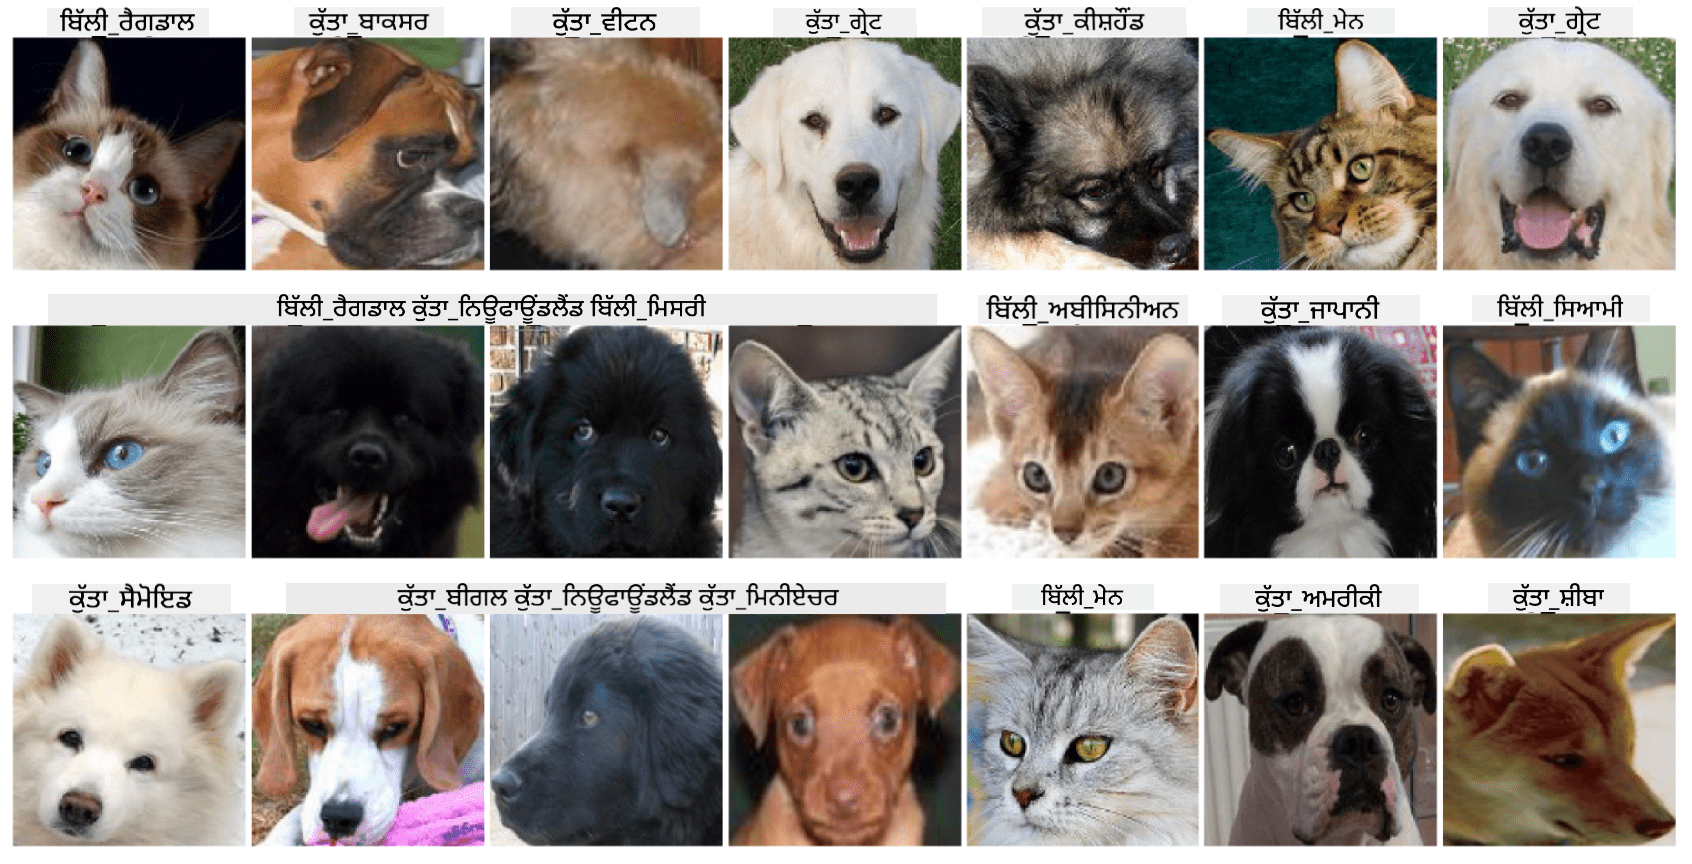 ਬਿੱਲੀ_ਰੈਗਡਾਲ ਕੁੱਤਾ_ਬਾਕਸਰ ਕੁੱਤਾ_ਵੀਟਨ ਕੁੱਤਾ_ਗ੍ਰੇਟ ਕੁੱਤਾ_ਕੀਸ਼ਹੌਂਡ ਬਿੱਲੀ_ਮੇਨ ਕੁੱਤਾ_ਗ੍ਰੇਟ
ਬਿੱਲੀ_ਰੈਗਡਾਲ ਕੁੱਤਾ_ਨਿਊਫਾਊਂਡਲੈਂਡ ਬਿੱਲੀ_ਮਿਸਰੀ ਬਿੱਲੀ_ਅਬੀਸਿਨੀਅਨ ਕੁੱਤਾ_ਜਾਪਾਨੀ ਬਿੱਲੀ_ਸਿਆਮੀ
ਕੁੱਤਾ_ਸੈਮੋਇਡ ਕੁੱਤਾ_ਬੀਗਲ ਕੁੱਤਾ_ਨਿਊਫਾਊਂਡਲੈਂਡ ਕੁੱਤਾ_ਮਿਨੀਏਚਰ ਬਿੱਲੀ_ਮੇਨ ਕੁੱਤਾ_ਅਮਰੀਕੀ ਕੁੱਤਾ_ਸ਼ੀਬਾ